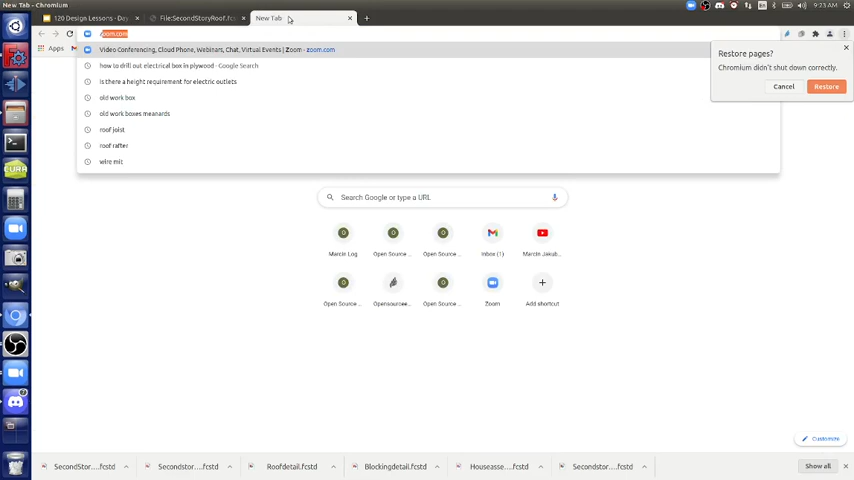 New Tab - Chromium
9:23 AM
120 Design Lessons - Day
File:SecondStoryRoof.fcs
New Tab
zoom.com
Apps
Video Conferencing, Cloud Phone, Webinars, Chat, Virtual Events | Zoom - zoom.com
how to drill out electrical box in plywood - Google Search
is there a height requirement for electric outlets
old work box
old work boxes meanards
roof joist
roof rafter
wire mit
Restore pages?
Chromium didn't shut down correctly.
Cancel
Restore
Search Google or type a URL
Marcin Log
Open Source ...
Open Source ...
Inbox (1)
Marcin Jakub...
Open Source ...
Opensourcee...
Open Source ...
Zoom
Add shortcut
CURA
Customize
SecondStor....fcstd
Secondstor....fcstd
Roofdetail.fcstd
Blockingdetail.fcstd
Houseasse....fcstd
Secondstor....fcstd
Show all